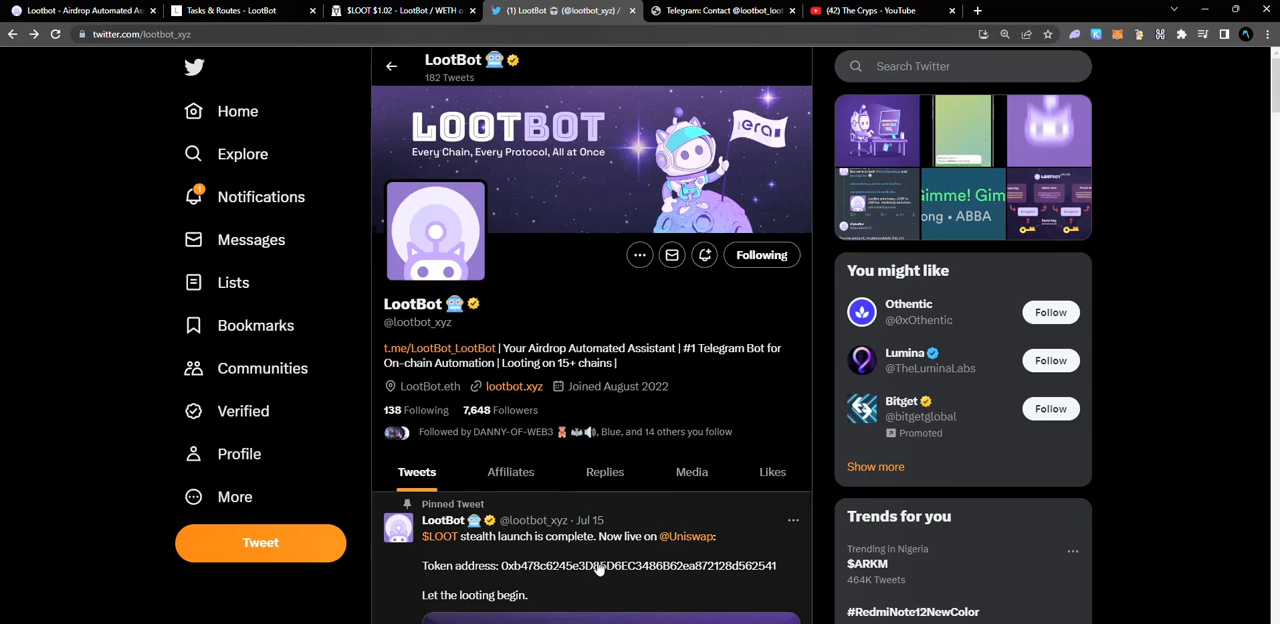 Lootbot - Airdrop Automated Ass
Tasks & Routes - LootBot
$LOOT $1.02 - LootBot / WETH o
(1) LootBot (@lootbot_xyz) /
Telegram: Contact @lootbot_loot
(42) The Cryps - YouTube
twitter.com/lootbot_xyz
Home
Explore
1
Notifications
Messages
Lists
Bookmarks
Communities
Verified
Profile
More
Tweet
LootBot
182 Tweets
LOOTBOT
Every Chain, Every Protocol, All at Once
era
Following
LootBot
@lootbot_xyz
t.me/LootBot_LootBot | Your Airdrop Automated Assistant | #1 Telegram Bot for
On-chain Automation | Looting on 15+ chains |
LootBot.eth lootbot.xyz Joined August 2022
138 Following 7,648 Followers
Followed by DANNY-OF-WEB3, Blue, and 14 others you follow
Tweets Affiliates Replies Media Likes
Pinned Tweet
LootBot @lootbot_xyz · Jul 15
$LOOT stealth launch is complete. Now live on @Uniswap:
Token address:
Let the looting begin.
Search Twitter
Gimme! Gim
ong • ABBA
LOOTBOT
You might like
Othentic
@0xOthentic
Follow
Lumina
@TheLuminaLabs
Follow
Bitget
@bitgetglobal
Promoted
Follow
Show more
Trends for you
Trending in Nigeria
$ARKM
464K Tweets
#RedmiNote12NewColor